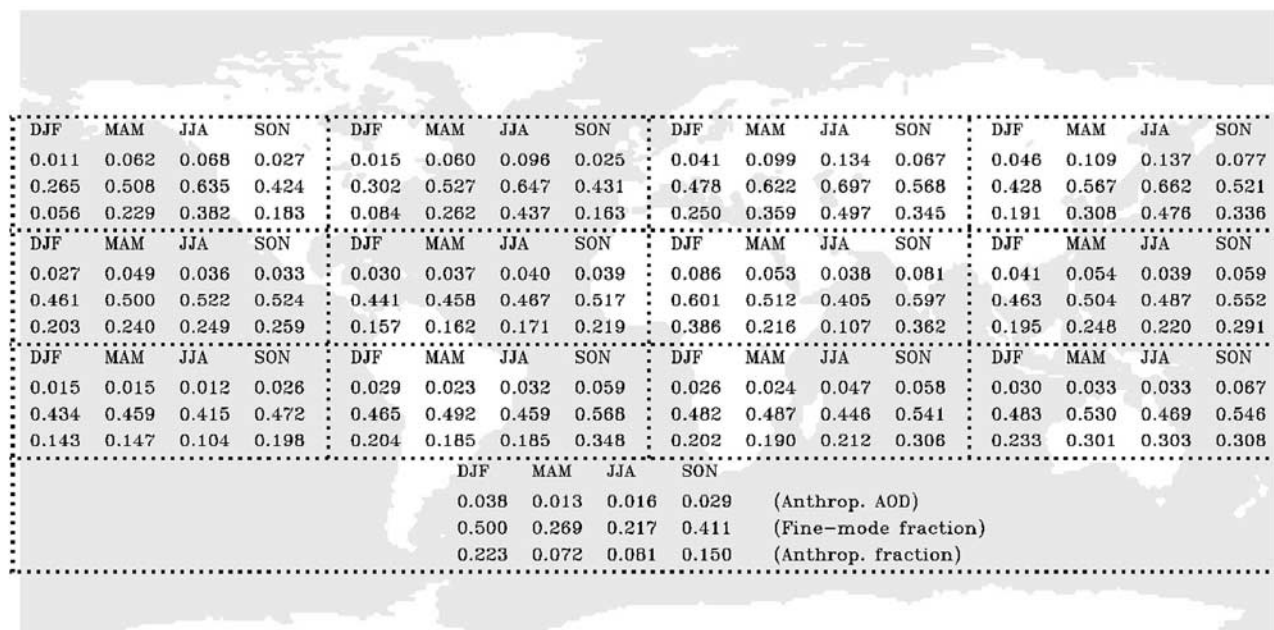 DJF MAM JJA SON DJF MAM JJA SON DJF MAM JJA SON DJF MAM JJA SON
0.011 0.062 0.068 0.027 0.015 0.060 0.096 0.025 0.041 0.099 0.134 0.067 0.046 0.109 0.137 0.077
0.265 0.508 0.635 0.424 0.302 0.527 0.647 0.431 0.478 0.622 0.697 0.568 0.428 0.567 0.662 0.521
0.056 0.229 0.382 0.183 0.084 0.262 0.437 0.163 0.250 0.359 0.497 0.345 0.191 0.308 0.476 0.336
DJF MAM JJA SON DJF MAM JJA SON DJF MAM JJA SON DJF MAM JJA SON
0.027 0.049 0.036 0.033 0.030 0.037 0.040 0.039 0.086 0.053 0.038 0.081 0.041 0.054 0.039 0.059
0.461 0.500 0.522 0.524 0.441 0.458 0.467 0.517 0.601 0.512 0.405 0.597 0.463 0.504 0.487 0.552
0.203 0.240 0.249 0.259 0.157 0.162 0.171 0.219 0.386 0.216 0.107 0.362 0.195 0.248 0.220 0.291
DJF MAM JJA SON DJF MAM JJA SON DJF MAM JJA SON DJF MAM JJA SON
0.015 0.015 0.012 0.026 0.029 0.023 0.032 0.059 0.026 0.024 0.047 0.058 0.030 0.033 0.033 0.067
0.434 0.459 0.415 0.472 0.465 0.492 0.459 0.568 0.482 0.487 0.446 0.541 0.483 0.530 0.469 0.546
0.143 0.147 0.104 0.198 0.204 0.185 0.185 0.348 0.202 0.190 0.212 0.306 0.233 0.301 0.303 0.308
DJF MAM JJA SON
0.038 0.013 0.016 0.029 (Anthrop. AOD)
0.500 0.269 0.217 0.411 (Fine-mode fraction)
0.223 0.072 0.081 0.150 (Anthrop. fraction)